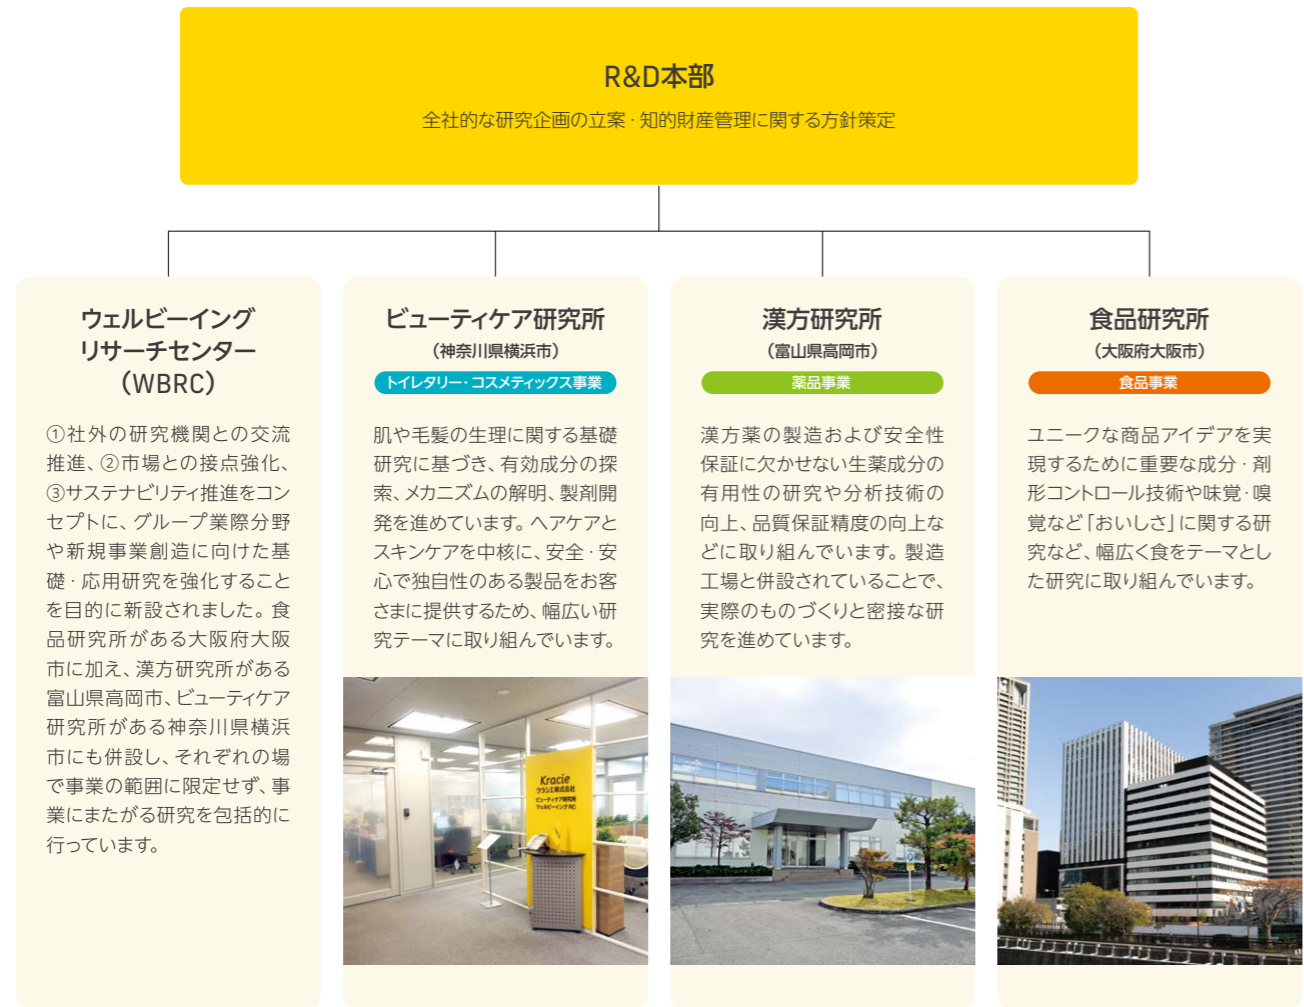 R&D本部
全社的な研究企画の立案・知的財産管理に関する方針策定
ウェルビーイング
リサーチセンター
（WBRC）
①社外の研究機関との交流
推進、②市場との接点強化、
③サステナビリティ推進をコン
セプトに、グループ業際分野
や新規事業創造に向けた基
礎・応用研究を強化すること
を目的に新設されました。食
品研究所がある大阪府大阪
市に加え、漢方研究所がある
富山県高岡市、ビューティケア
研究所がある神奈川県横浜
市にも併設し、それぞれの場
で事業の範囲に限定せず、事
業にまたがる研究を包括的に
行っています。
ビューティケア研究所
（神奈川県横浜市）
トイレタリー・コスメティックス事業
肌や毛髪の生理に関する基礎
研究に基づき、有効成分の探
索、メカニズムの解明、製剤開
発を進めています。ヘアケアと
スキンケアを中核に、安全・安
心で独自性のある製品をお客
さまに提供するため、幅広い研
究テーマに取り組んでいます。
Kracie
クラシエ株式会社
ビューティケア研究所
ウェルビーイングRC
漢方研究所
（富山県高岡市）
薬品事業
漢方薬の製造および安全性
保証に欠かせない生薬成分の
有用性の研究や分析技術の
向上、品質保証精度の向上な
どに取り組んでいます。製造
工場と併設されていることで、
実際のものづくりと密接な研
究を進めています。
食品研究所
（大阪府大阪市）
食品事業
ユニークな商品アイデアを実
現するために重要な成分・剤
形コントロール技術や味覚・嗅
覚など「おいしさ」に関する研
究など、幅広く食をテーマとし
た研究に取り組んでいます。